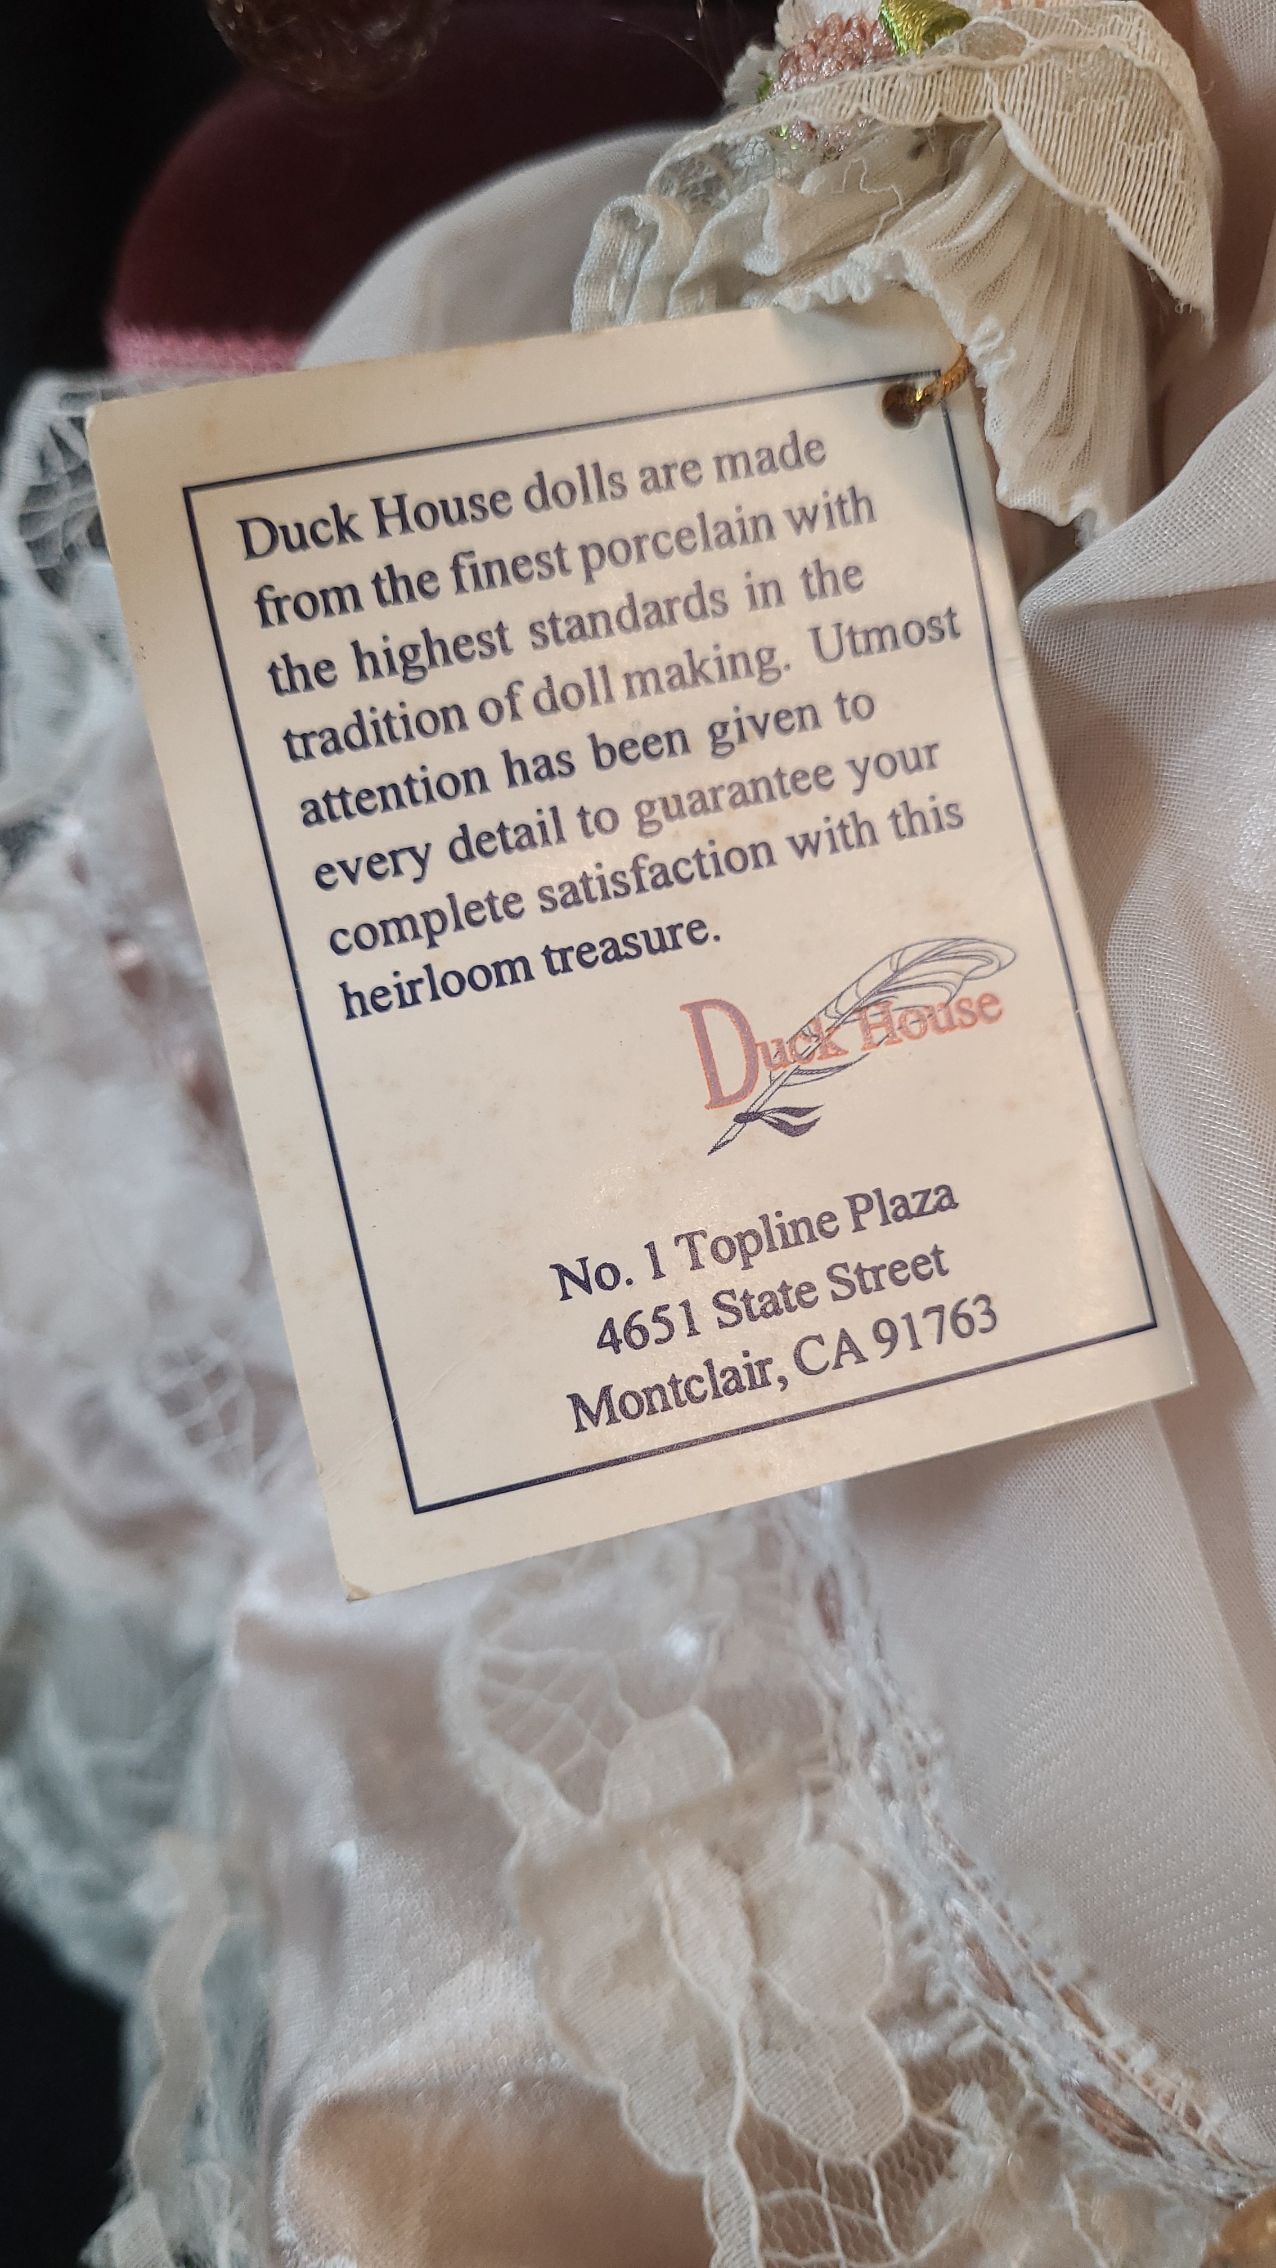 Duck House dolls are made
from the finest porcelain with
the highest standards in the
tradition of doll making. Utmost
attention has been given to
every detail to guarantee your
complete satisfaction with this
heirloom treasure.
Duck House
No. 1 Topline Plaza
4651 State Street
Montclair, CA 91763